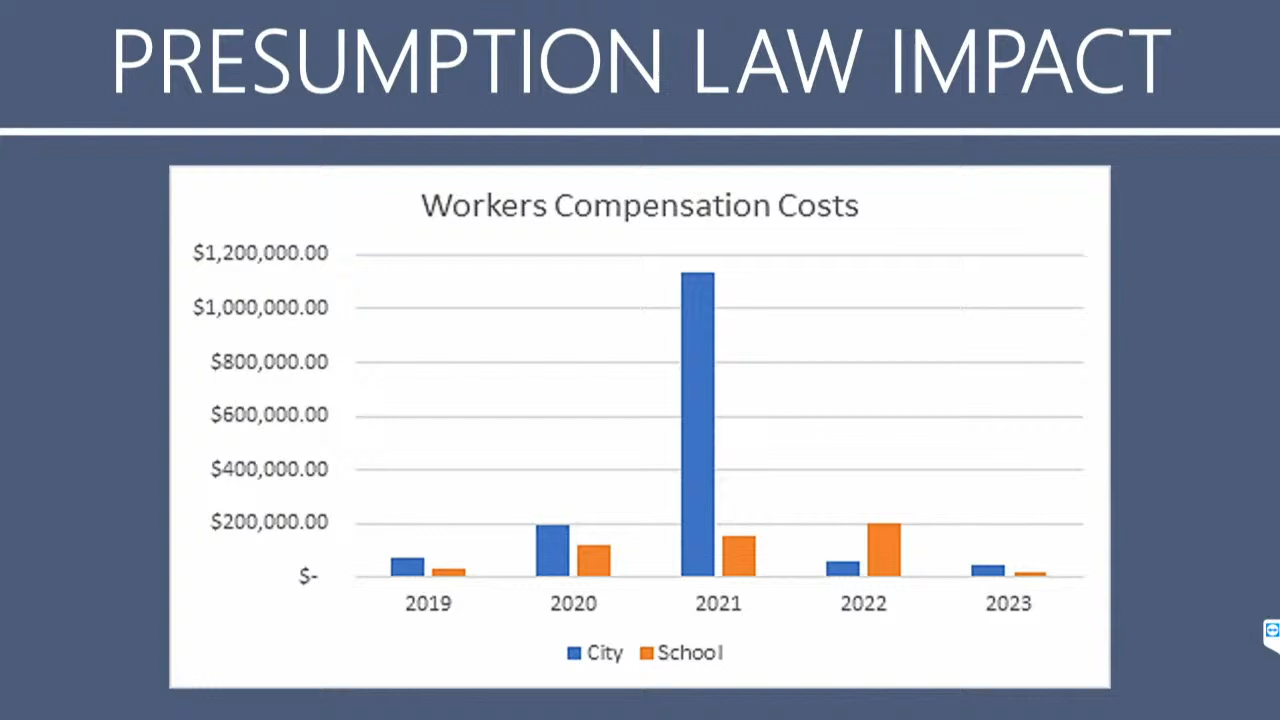 PRESUMPTION LAW IMPACT
Workers Compensation Costs
$1,200,000.00
$1,000,000.00
$800,000.00
$600,000.00
$400,000.00
$200,000.00
$-
2019 2020 2021 2022 2023
City School